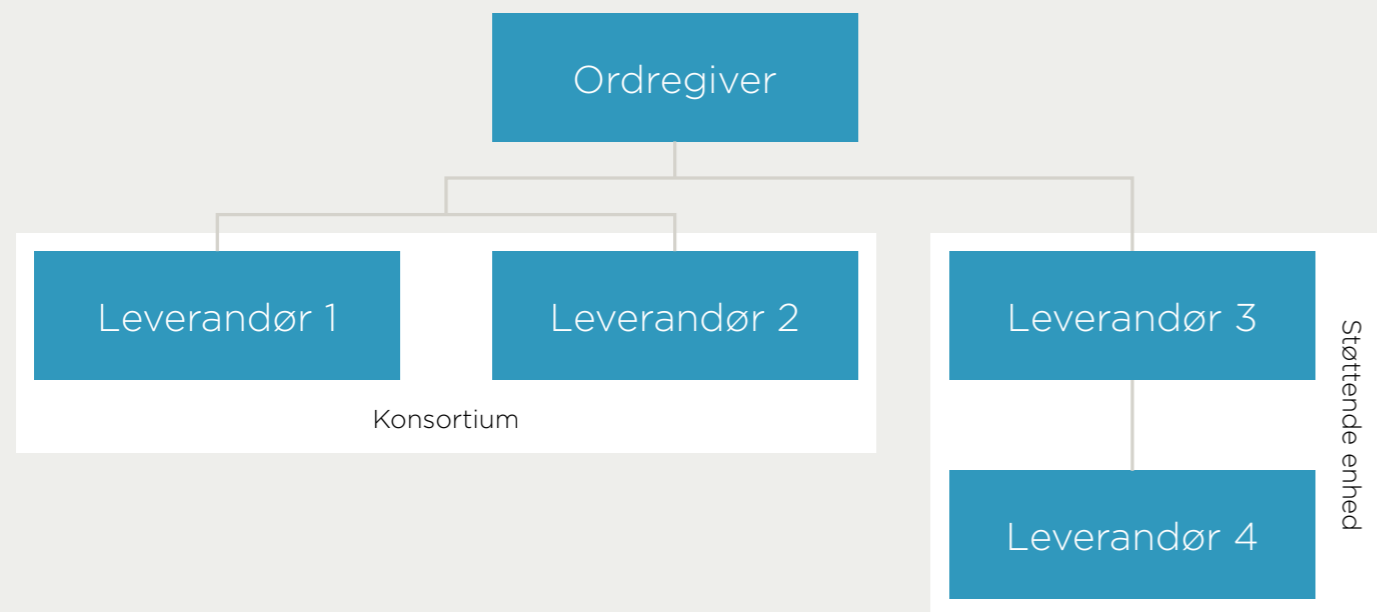 Ordregiver
Leverandør 1
Leverandør 2
Konsortium
Leverandør 3
Leverandør 4
Støttende enhed